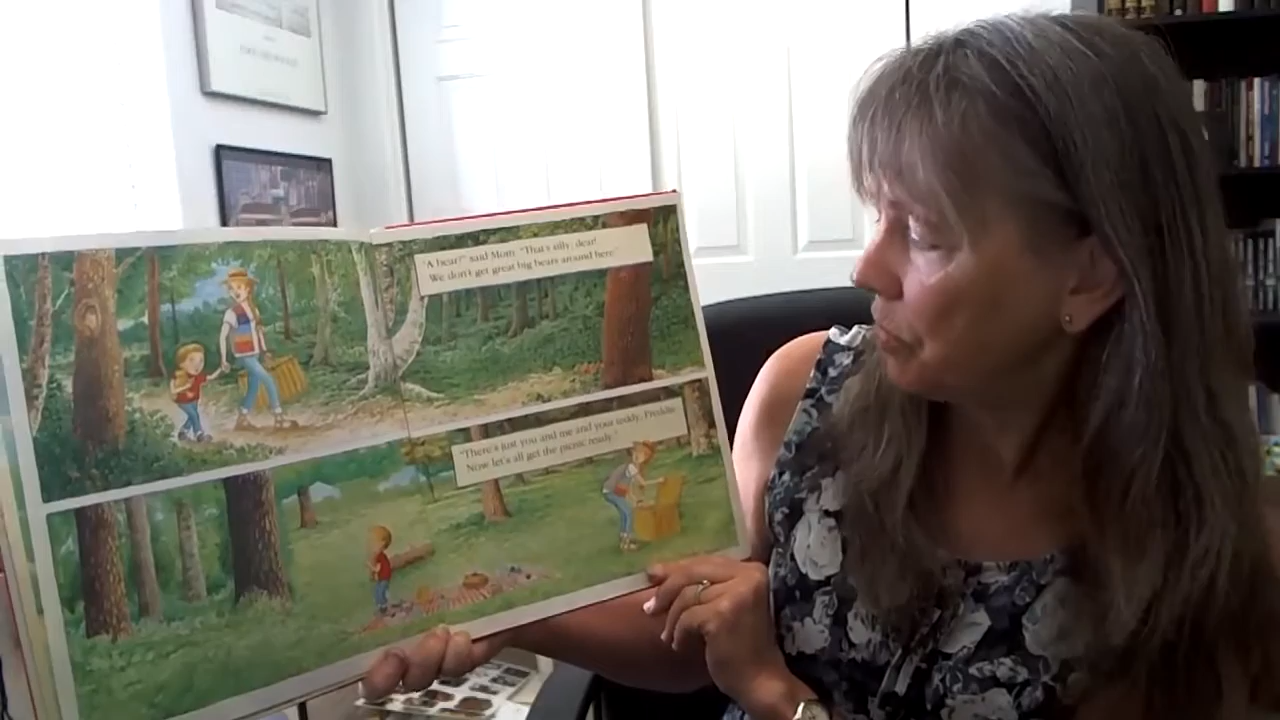 "A bear!" said Mom "That's silly, dear!
We don't get great big bears around here."
"There's just you and me and your teddy, Freddie
Now let's all get the picnic ready."